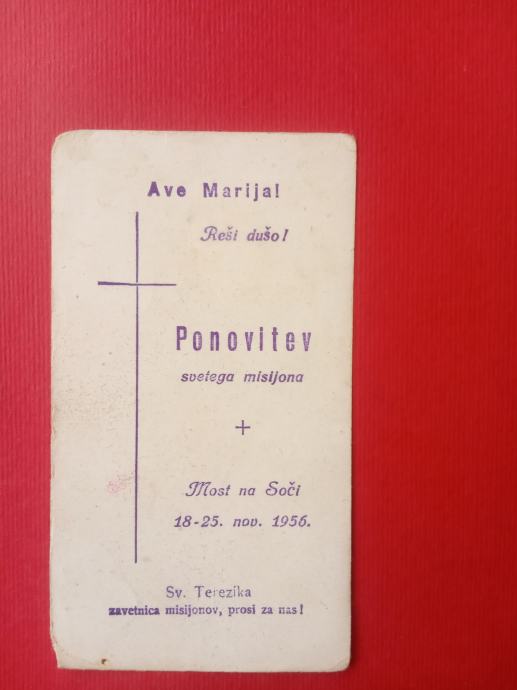 Ave Marija!
Reši dušo!
Ponovitev
svetega misijona
Most na Soči
18-25. nov. 1956.
Sv. Terezika
zavetnica misijonov, prosi za nas!